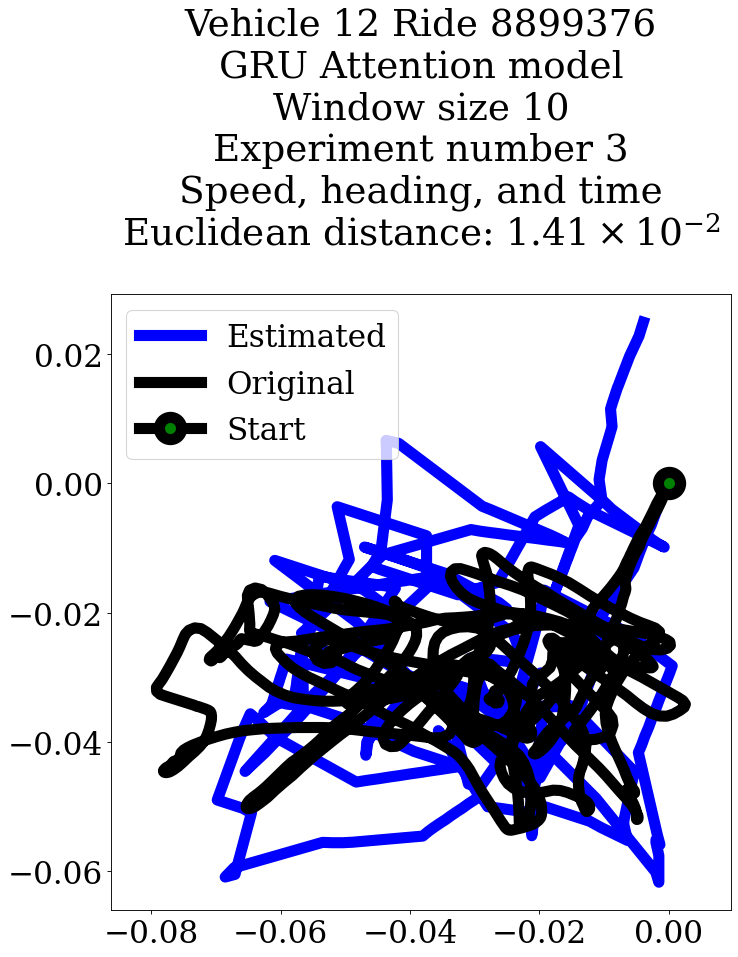 Vehicle 12 Ride 8899376
GRU Attention model
Window size 10
Experiment number 3
Speed, heading, and time
Euclidean distance: 1.41 × 10⁻²
Estimated
Original
Start
0.02
0.00
−0.02
−0.04
−0.06
−0.08 −0.06 −0.04 −0.02 0.00